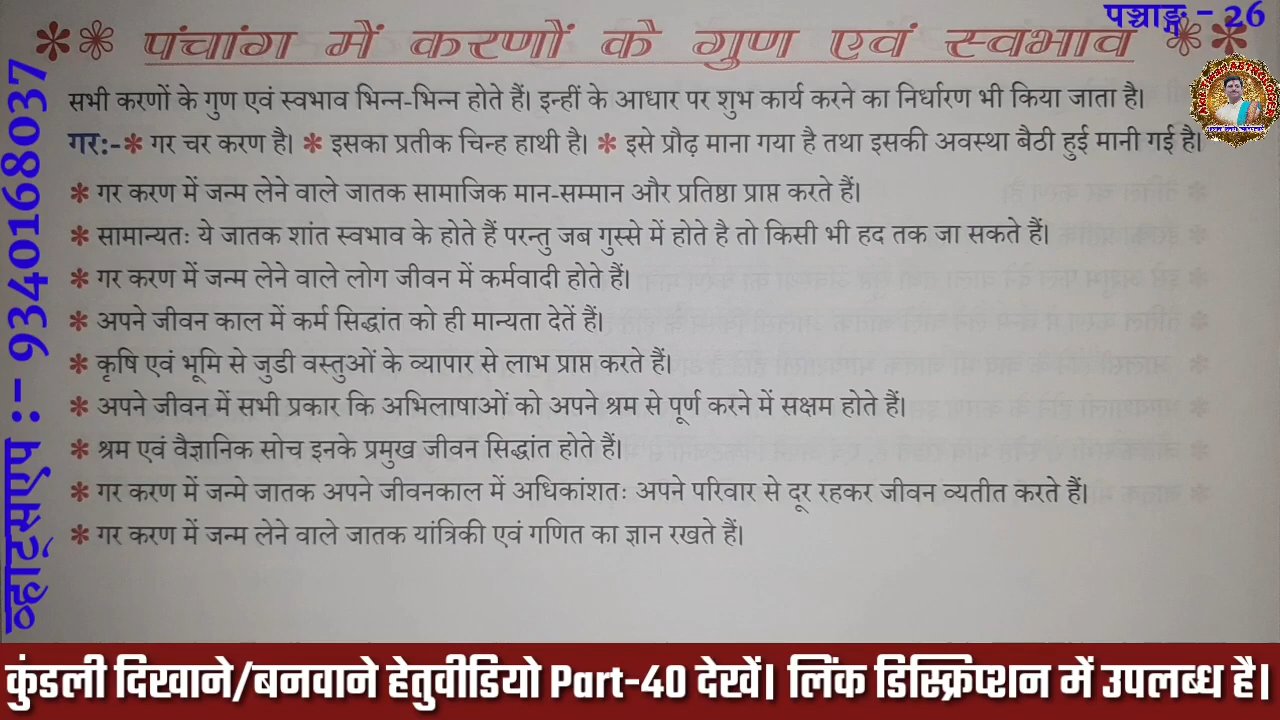 पञ्चाङ्ग - 26
❋❃ पंचांग में करणों के गुण एवं स्वभाव ❃❋
सभी करणों के गुण एवं स्वभाव भिन्न-भिन्न होते हैं। इन्हीं के आधार पर शुभ कार्य करने का निर्धारण भी किया जाता है।
गर:-❋ गर चर करण है। ❋ इसका प्रतीक चिन्ह हाथी है। ❋ इसे प्रौढ़ माना गया है तथा इसकी अवस्था बैठी हुई मानी गई है।
❋ गर करण में जन्म लेने वाले जातक सामाजिक मान-सम्मान और प्रतिष्ठा प्राप्त करते हैं।
❋ सामान्यतः ये जातक शांत स्वभाव के होते हैं परन्तु जब गुस्से में होते है तो किसी भी हद तक जा सकते हैं।
❋ गर करण में जन्म लेने वाले लोग जीवन में कर्मवादी होते हैं।
❋ अपने जीवन काल में कर्म सिद्धांत को ही मान्यता देतें हैं।
❋ कृषि एवं भूमि से जुडी वस्तुओं के व्यापार से लाभ प्राप्त करते हैं।
❋ अपने जीवन में सभी प्रकार कि अभिलाषाओं को अपने श्रम से पूर्ण करने में सक्षम होते हैं।
❋ श्रम एवं वैज्ञानिक सोच इनके प्रमुख जीवन सिद्धांत होते हैं।
❋ गर करण में जन्मे जातक अपने जीवनकाल में अधिकांशतः अपने परिवार से दूर रहकर जीवन व्यतीत करते हैं।
❋ गर करण में जन्म लेने वाले जातक यांत्रिकी एवं गणित का ज्ञान रखते हैं।
व्हाट्सएप :- 9340168037
कुंडली दिखाने/बनवाने हेतुवीडियो Part-40 देखें। लिंक डिस्क्रिप्शन में उपलब्ध है।